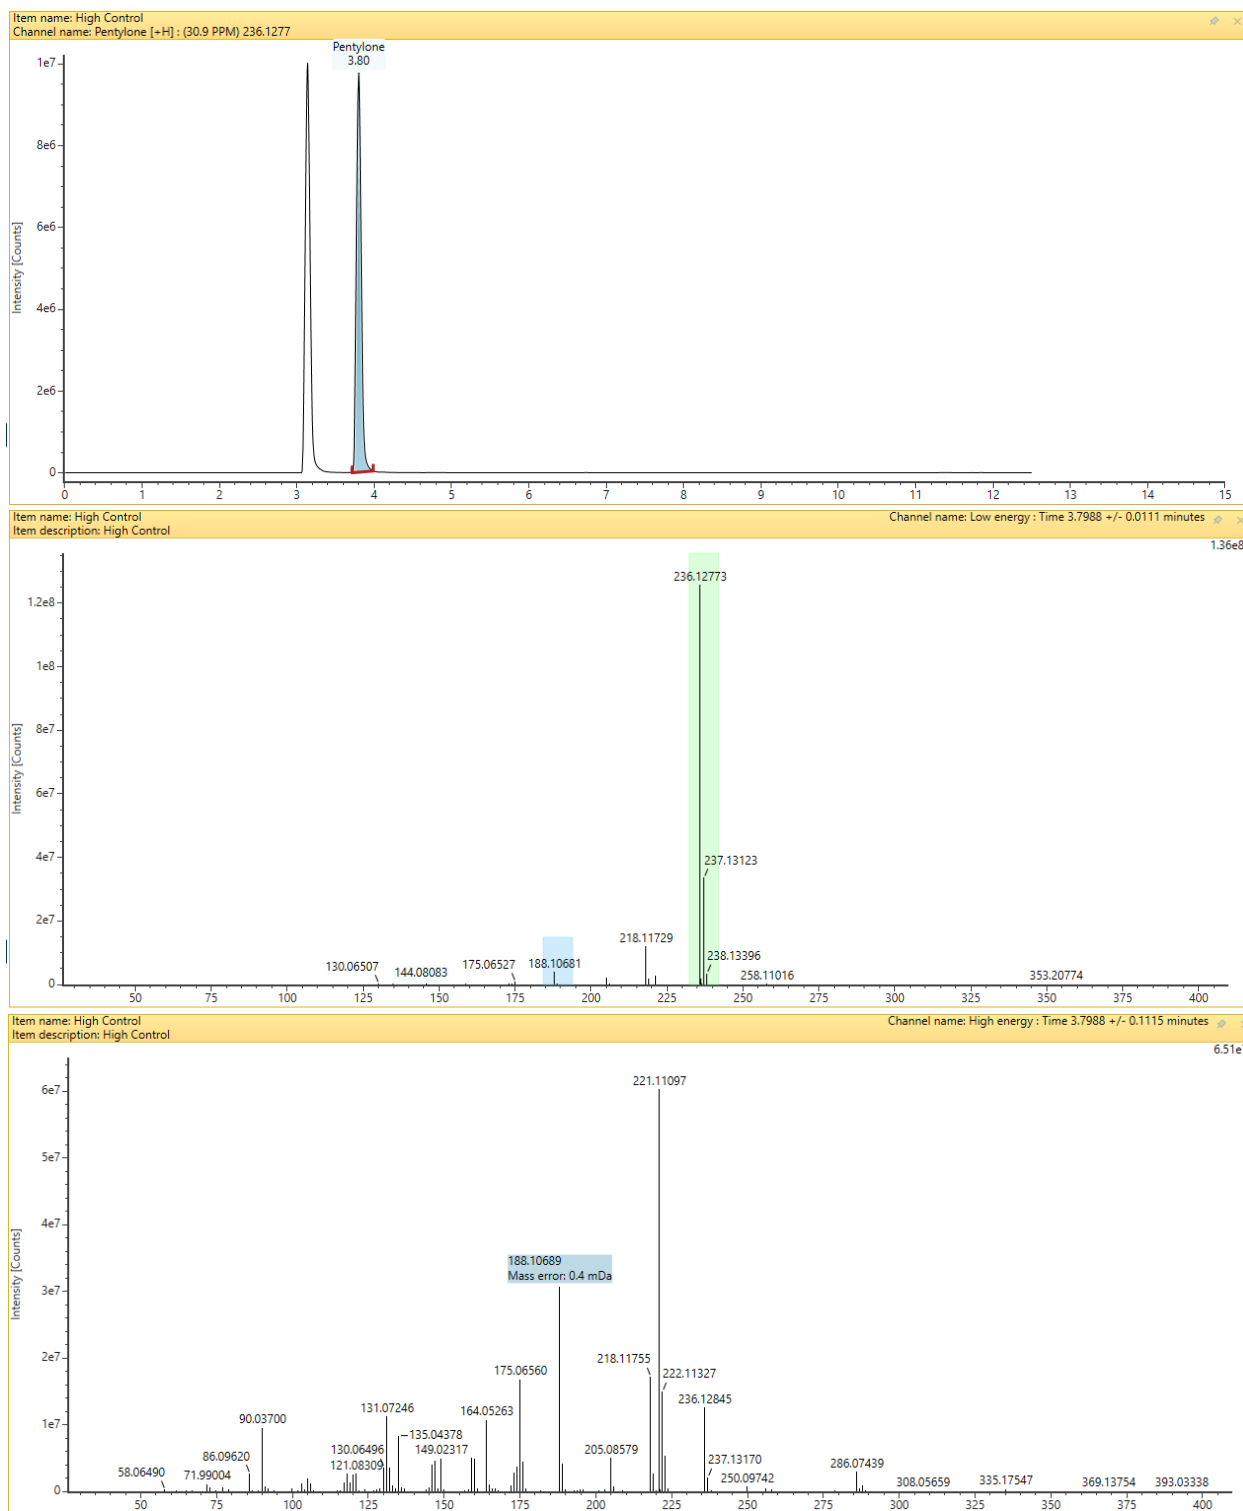 Item name: High Control
Channel name: Pentylone [+H] : (30.9 PPM) 236.1277
Pentylone
3.80
1e7
8e6
6e6
4e6
2e6
0
Intensity [Counts]
0 1 2 3 4 5 6 7 8 9 10 11 12 13 14 15
Item name: High Control
Channel name: Low energy : Time 3.7988 +/- 0.0111 minutes
Item description: High Control
1.36e8
236.12773
1.2e8
1e8
8e7
6e7
4e7
2e7
0
Intensity [Counts]
237.13123
218.11729
238.13396
130.06507
144.08083
175.06527
188.10681
258.11016
353.20774
50 75 100 125 150 175 200 225 250 275 300 325 350 375 400
Item name: High Control
Channel name: High energy : Time 3.7988 +/- 0.1115 minutes
Item description: High Control
221.11097
6e7
5e7
4e7
3e7
2e7
1e7
0
Intensity [Counts]
188.10689
Mass error: 0.4 mDa
218.11755
175.06560
222.11327
236.12845
131.07246
164.05263
90.03700
135.04378
130.06496
149.02317
86.09620
121.08309
205.08579
237.13170
58.06490
71.99004
250.09742
286.07439
308.05659
335.17547
369.13754
393.03338
50 75 100 125 150 175 200 225 250 275 300 325 350 375 400